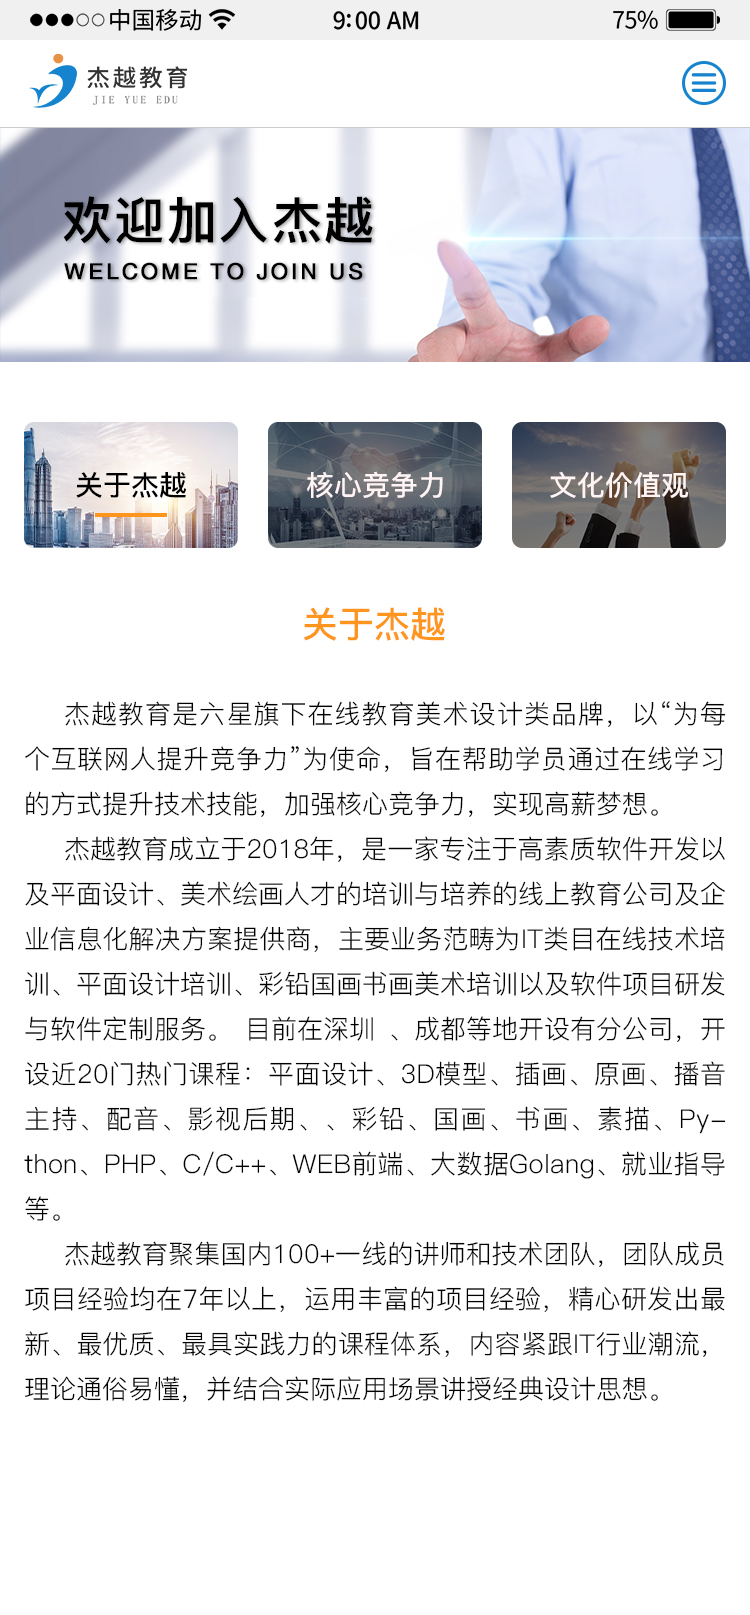 中国移动
9:00 AM
75%
杰越教育
JIE YUE EDU
欢迎加入杰越
WELCOME TO JOIN US
关于杰越
核心竞争力
文化价值观
关于杰越
杰越教育是六星旗下在线教育美术设计类品牌，以“为每
个互联网人提升竞争力”为使命，旨在帮助学员通过在线学习
的方式提升技术技能，加强核心竞争力，实现高薪梦想。
杰越教育成立于2018年，是一家专注于高素质软件开发以
及平面设计、美术绘画人才的培训与培养的线上教育公司及企
业信息化解决方案提供商，主要业务范畴为IT类目在线技术培
训、平面设计培训、彩铅国画书画美术培训以及软件项目研发
与软件定制服务。 目前在深圳 、成都等地开设有分公司，开
设近20门热门课程：平面设计、3D模型、插画、原画、播音
主持、配音、影视后期、、彩铅、国画、书画、素描、Py-
thon、PHP、C/C++、WEB前端、大数据Golang、就业指导
等。
杰越教育聚集国内100+一线的讲师和技术团队，团队成员
项目经验均在7年以上，运用丰富的项目经验，精心研发出最
新、最优质、最具实践力的课程体系，内容紧跟IT行业潮流，
理论通俗易懂，并结合实际应用场景讲授经典设计思想。